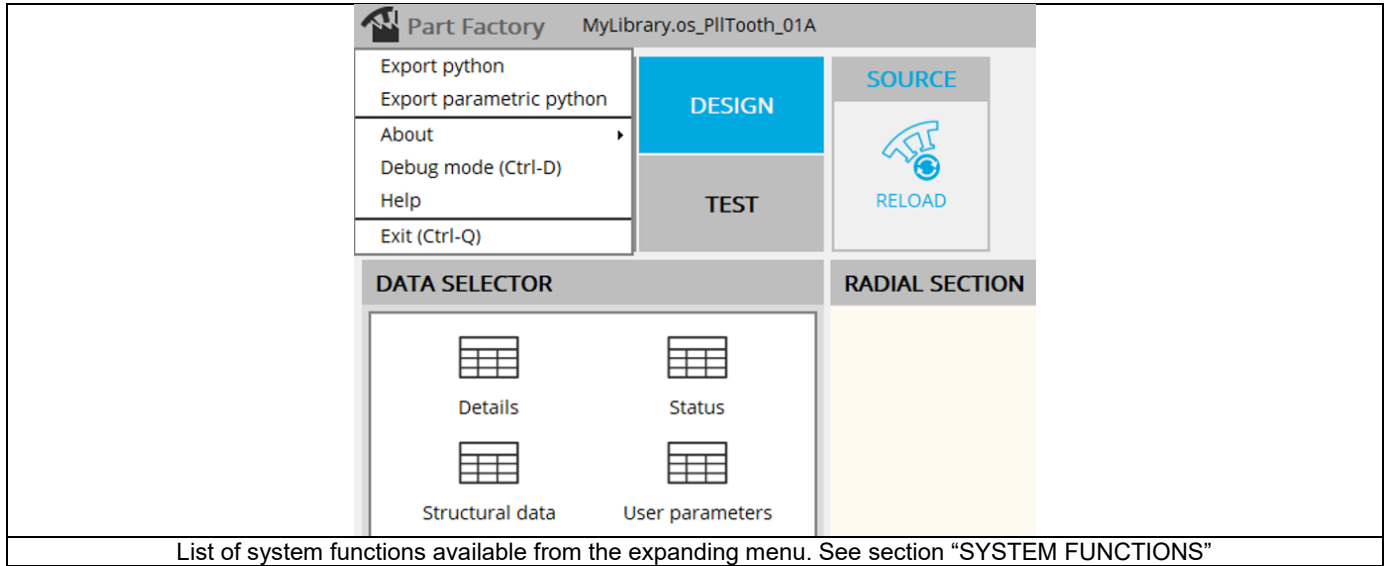 Part Factory MyLibrary.os_PllTooth_01A
Export python
Export parametric python
About
Debug mode (Ctrl-D)
Help
Exit (Ctrl-Q)
DESIGN
TEST
SOURCE
RELOAD
DATA SELECTOR
Details
Status
Structural data
User parameters
RADIAL SECTION
List of system functions available from the expanding menu. See section “SYSTEM FUNCTIONS”